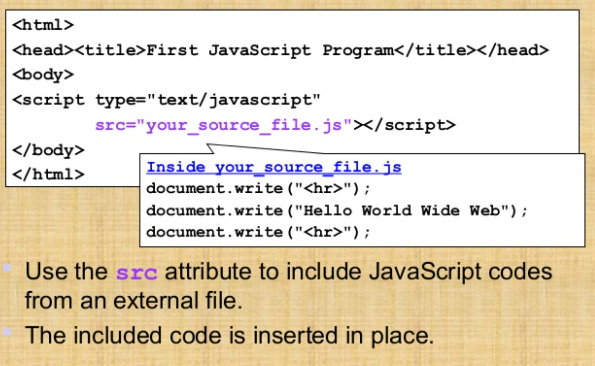 <html>
<head><title>First JavaScript Program</title></head>
<body>
<script type="text/javascript"
src="your_source_file.js"></script>
</body>
</html>
Inside your_source_file.js
document.write("<hr>");
document.write("Hello World Wide Web");
document.write("<hr>");
Use the src attribute to include JavaScript codes
from an external file.
The included code is inserted in place.